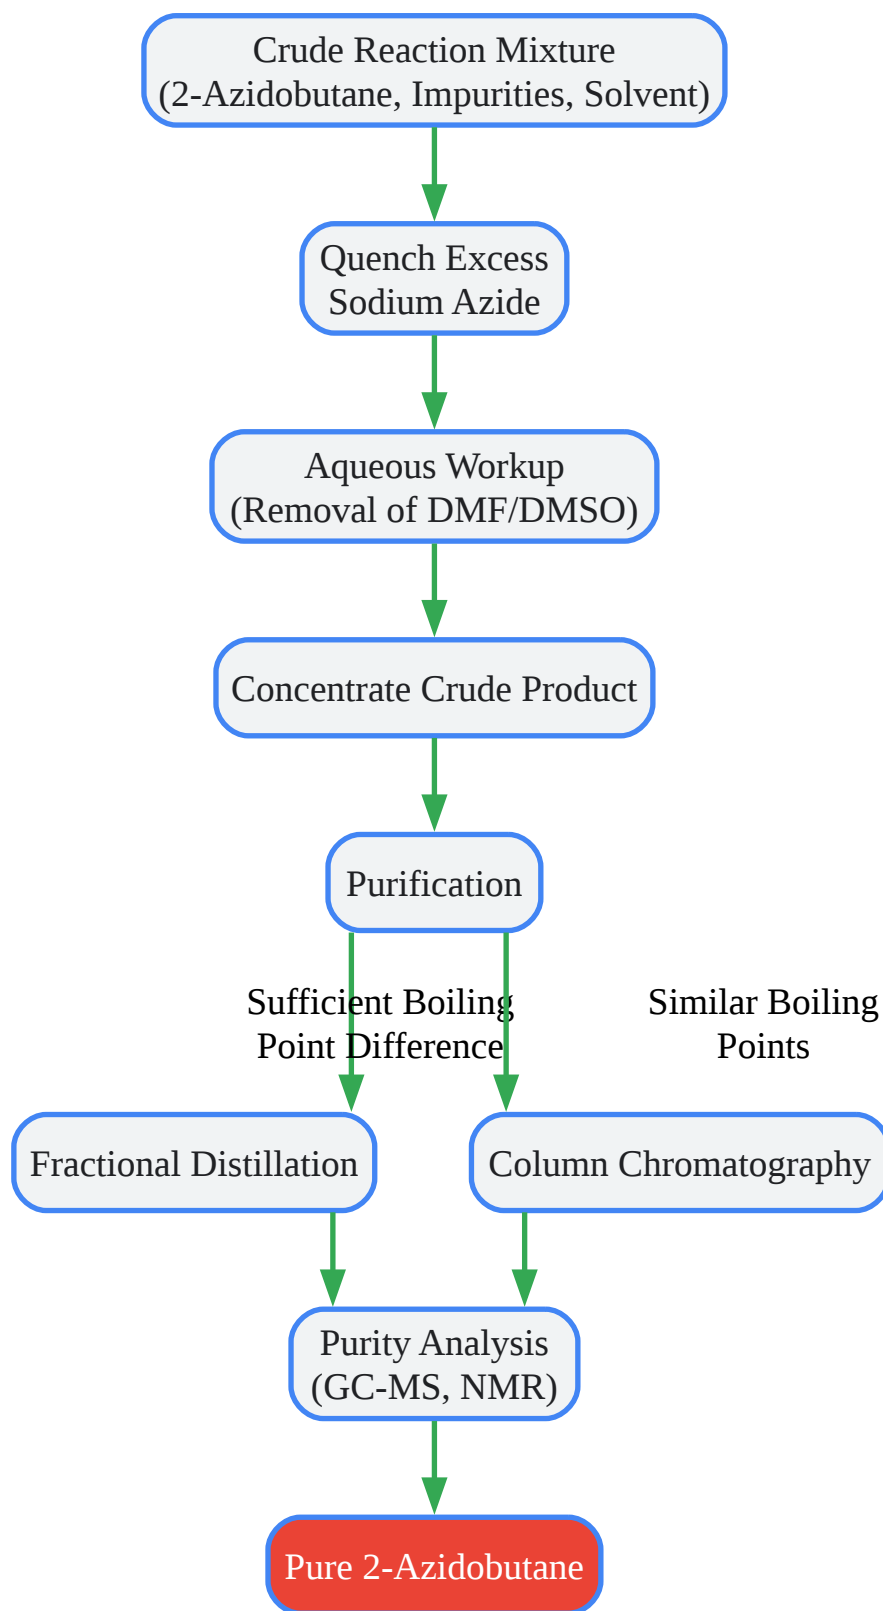 Crude Reaction Mixture
(2-Azidobutane, Impurities, Solvent)
Quench Excess
Sodium Azide
Aqueous Workup
(Removal of DMF/DMSO)
Concentrate Crude Product
Purification
Sufficient Boiling
Point Difference
Similar Boiling
Points
Fractional Distillation
Column Chromatography
Purity Analysis
(GC-MS, NMR)
Pure 2-Azidobutane